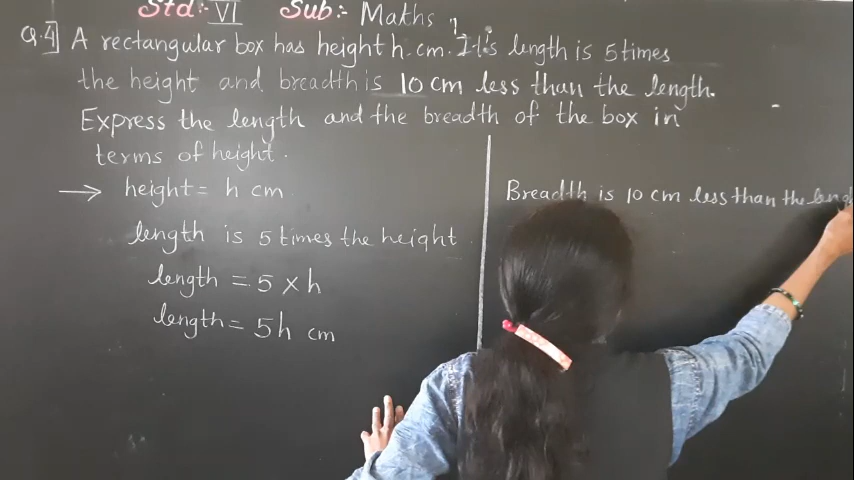 Std:- VI Sub:- Maths
Q.4] A rectangular box has height h cm. It's length is 5 times
the height and breadth is 10 cm less than the length.
Express the length and the breadth of the box in
terms of height.
→ height = h cm
length is 5 times the height
length = 5 × h
length = 5h cm
Breadth is 10 cm less than the